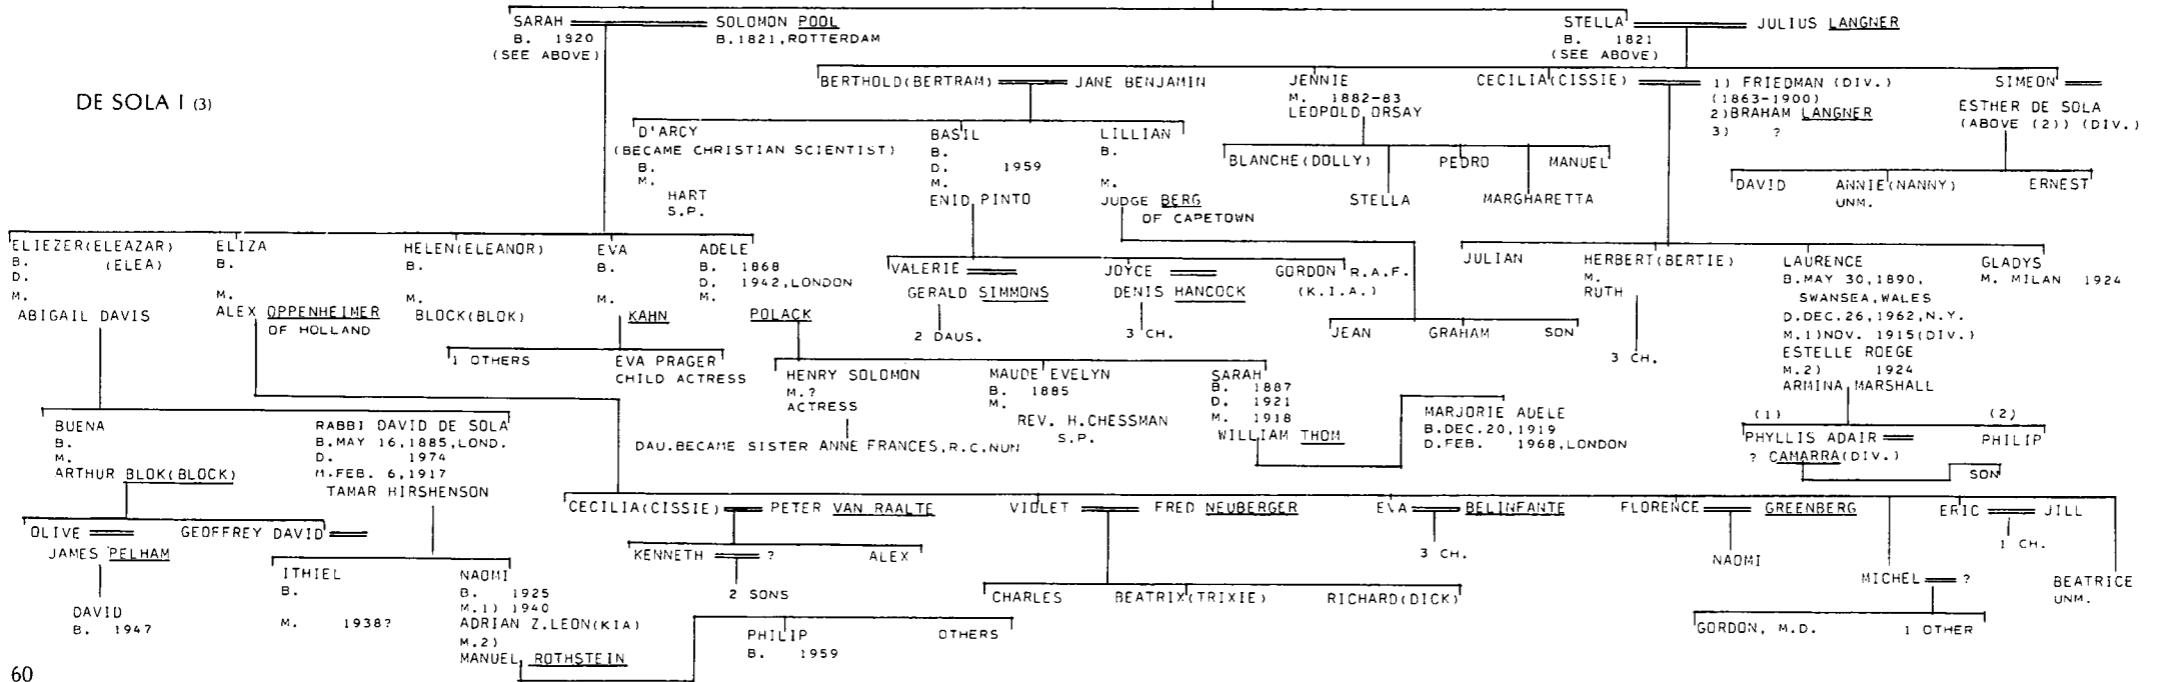 SARAH
B. 1920
(SEE ABOVE)
SOLOMON POOL
B.1821,ROTTERDAM
STELLA
B. 1821
(SEE ABOVE)
JULIUS LANGNER
DE SOLA I (3)
BERTHOLD(BERTRAM)
JANE BENJAMIN
JENNIE
M. 1882-83
LEOPOLD ORSAY
CECILIA(CISSIE)
1) FRIEDMAN (DIV.)
(1863-1900)
2)BRAHAM LANGNER
3) ?
SIMEON
ESTHER DE SOLA
(ABOVE (2)) (DIV.)
D'ARCY
(BECAME CHRISTIAN SCIENTIST)
B.
M.
HART
S.P.
BASIL
B.
D. 1959
M.
ENID PINTO
LILLIAN
B.
M.
JUDGE BERG
OF CAPETOWN
BLANCHE(DOLLY)
STELLA
PEDRO
MARGHARETTA
MANUEL
DAVID
ANNIE(NANNY)
UNM.
ERNEST
ELIEZER(ELEAZAR)
(ELEA)
B.
D.
M.
ABIGAIL DAVIS
ELIZA
B.
M.
ALEX OPPENHEIMER
OF HOLLAND
HELEN(ELEANOR)
B.
M.
BLOCK(BLOK)
EVA
B.
M.
KAHN
ADELE
B. 1868
D. 1942,LONDON
M.
POLACK
VALERIE
GERALD SIMMONS
2 DAUS.
JOYCE
DENIS HANCOCK
3 CH.
GORDON R.A.F.
(K.I.A.)
JEAN
GRAHAM
SON
JULIAN
HERBERT(BERTIE)
M.
RUTH
3 CH.
LAURENCE
B.MAY 30,1890,
SWANSEA,WALES
D.DEC.26,1962,N.Y.
M.1)NOV. 1915(DIV.)
ESTELLE ROEGE
M.2) 1924
ARMINA MARSHALL
GLADYS
M. MILAN 1924
1 OTHERS
EVA PRAGER
CHILD ACTRESS
HENRY SOLOMON
M.?
ACTRESS
DAU.BECAME SISTER ANNE FRANCES,R.C.NUN
MAUDE EVELYN
B. 1885
M.
REV. H.CHESSMAN
S.P.
SARAH
B. 1887
D. 1921
M. 1918
WILLIAM THOM
MARJORIE ADELE
B.DEC.20,1919
D.FEB. 1968,LONDON
(1)
PHYLLIS ADAIR
? CAMARRA(DIV.)
(2)
PHILIP
SON
BUENA
B.
M.
ARTHUR BLOK(BLOCK)
RABBI DAVID DE SOLA
B.MAY 16,1885,LOND.
D. 1974
M.FEB. 6,1917
TAMAR HIRSHENSON
CECILIA(CISSIE)
PETER VAN RAALTE
VIOLET
FRED NEUBERGER
EVA
BELINFANTE
3 CH.
FLORENCE
GREENBERG
NAOMI
ERIC
JILL
1 CH.
OLIVE
JAMES PELHAM
GEOFFREY DAVID
DAVID
B. 1947
ITHIEL
B.
M. 1938?
NAOMI
B. 1925
M.1) 1940
ADRIAN Z.LEON(KIA)
M.2)
MANUEL ROTHSTEIN
KENNETH
?
ALEX
2 SONS
CHARLES
BEATRIX(TRIXIE)
RICHARD(DICK)
MICHEL
?
BEATRICE
UNM.
GORDON, M.D.
1 OTHER
PHILIP
B. 1959
OTHERS
60